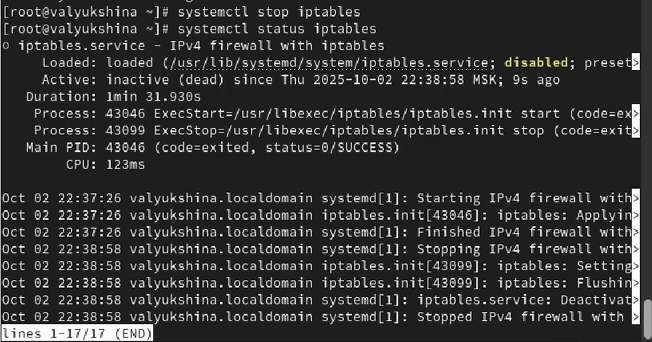 [root@valyukshina ~]# systemctl stop iptables
[root@valyukshina ~]# systemctl status iptables
○ iptables.service - IPv4 firewall with iptables
     Loaded: loaded (/usr/lib/systemd/system/iptables.service; disabled; preset>
     Active: inactive (dead) since Thu 2025-10-02 22:38:58 MSK; 9s ago
   Duration: 1min 31.930s
    Process: 43046 ExecStart=/usr/libexec/iptables/iptables.init start (code=ex>
    Process: 43099 ExecStop=/usr/libexec/iptables/iptables.init stop (code=exit>
   Main PID: 43046 (code=exited, status=0/SUCCESS)
        CPU: 123ms

Oct 02 22:37:26 valyukshina.localdomain systemd[1]: Starting IPv4 firewall with>
Oct 02 22:37:26 valyukshina.localdomain iptables.init[43046]: iptables: Applyin>
Oct 02 22:37:26 valyukshina.localdomain systemd[1]: Finished IPv4 firewall with>
Oct 02 22:38:58 valyukshina.localdomain systemd[1]: Stopping IPv4 firewall with>
Oct 02 22:38:58 valyukshina.localdomain iptables.init[43099]: iptables: Setting>
Oct 02 22:38:58 valyukshina.localdomain iptables.init[43099]: iptables: Flushin>
Oct 02 22:38:58 valyukshina.localdomain systemd[1]: iptables.service: Deactivat>
Oct 02 22:38:58 valyukshina.localdomain systemd[1]: Stopped IPv4 firewall with >
lines 1-17/17 (END)